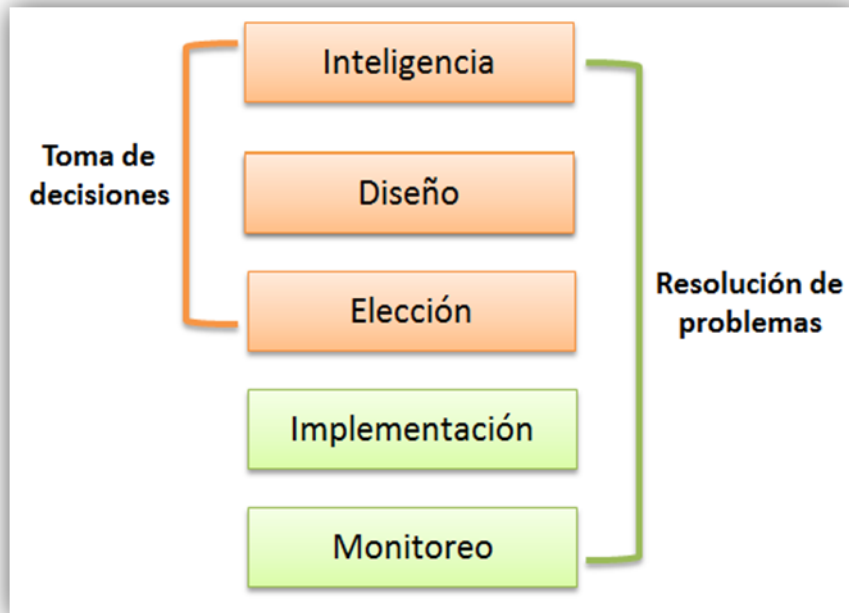 Inteligencia
Toma de
decisiones
Diseño
Elección
Resolución de
problemas
Implementación
Monitoreo